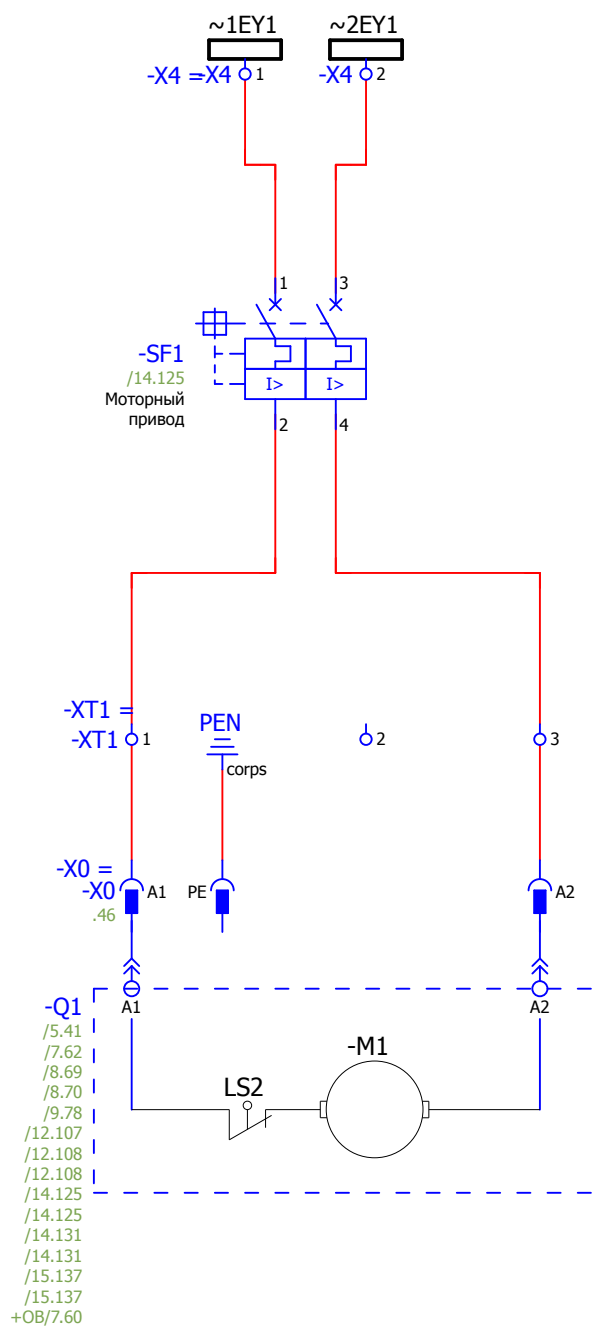 ~1EY1
~2EY1
-X4 =
-X4
1
-X4
2
1
3
-SF1
/14.125
Моторный
привод
I>
I>
2
4
-XT1 =
-XT1
1
PEN
corps
2
3
-X0 =
-X0
.46
A1
PE
A2
-Q1
A1
A2
/5.41
/7.62
/8.69
/8.70
/9.78
/12.107
/12.108
/12.108
/14.125
/14.125
/14.131
/14.131
/15.137
/15.137
+OB/7.60
LS2
-M1